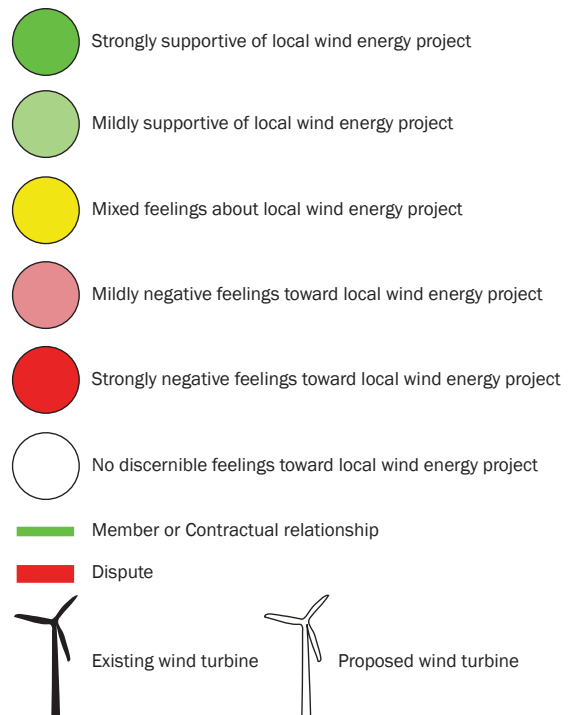 Strongly supportive of local wind energy project
Mildly supportive of local wind energy project
Mixed feelings about local wind energy project
Mildly negative feelings toward local wind energy project
Strongly negative feelings toward local wind energy project
No discernible feelings toward local wind energy project
Member or Contractual relationship
Dispute
Existing wind turbine
Proposed wind turbine